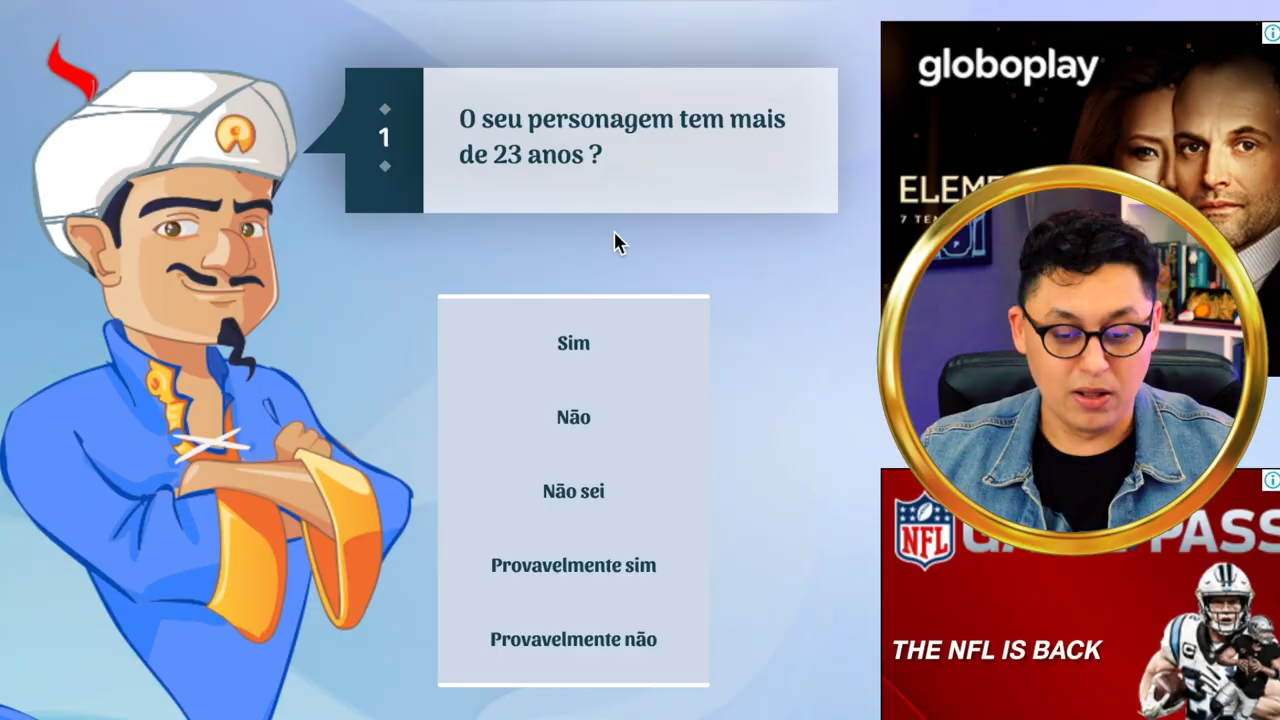 1
O seu personagem tem mais
de 23 anos ?
Sim
Não
Não sei
Provavelmente sim
Provavelmente não
globoplay
7
NFL
THE NFL IS BACK